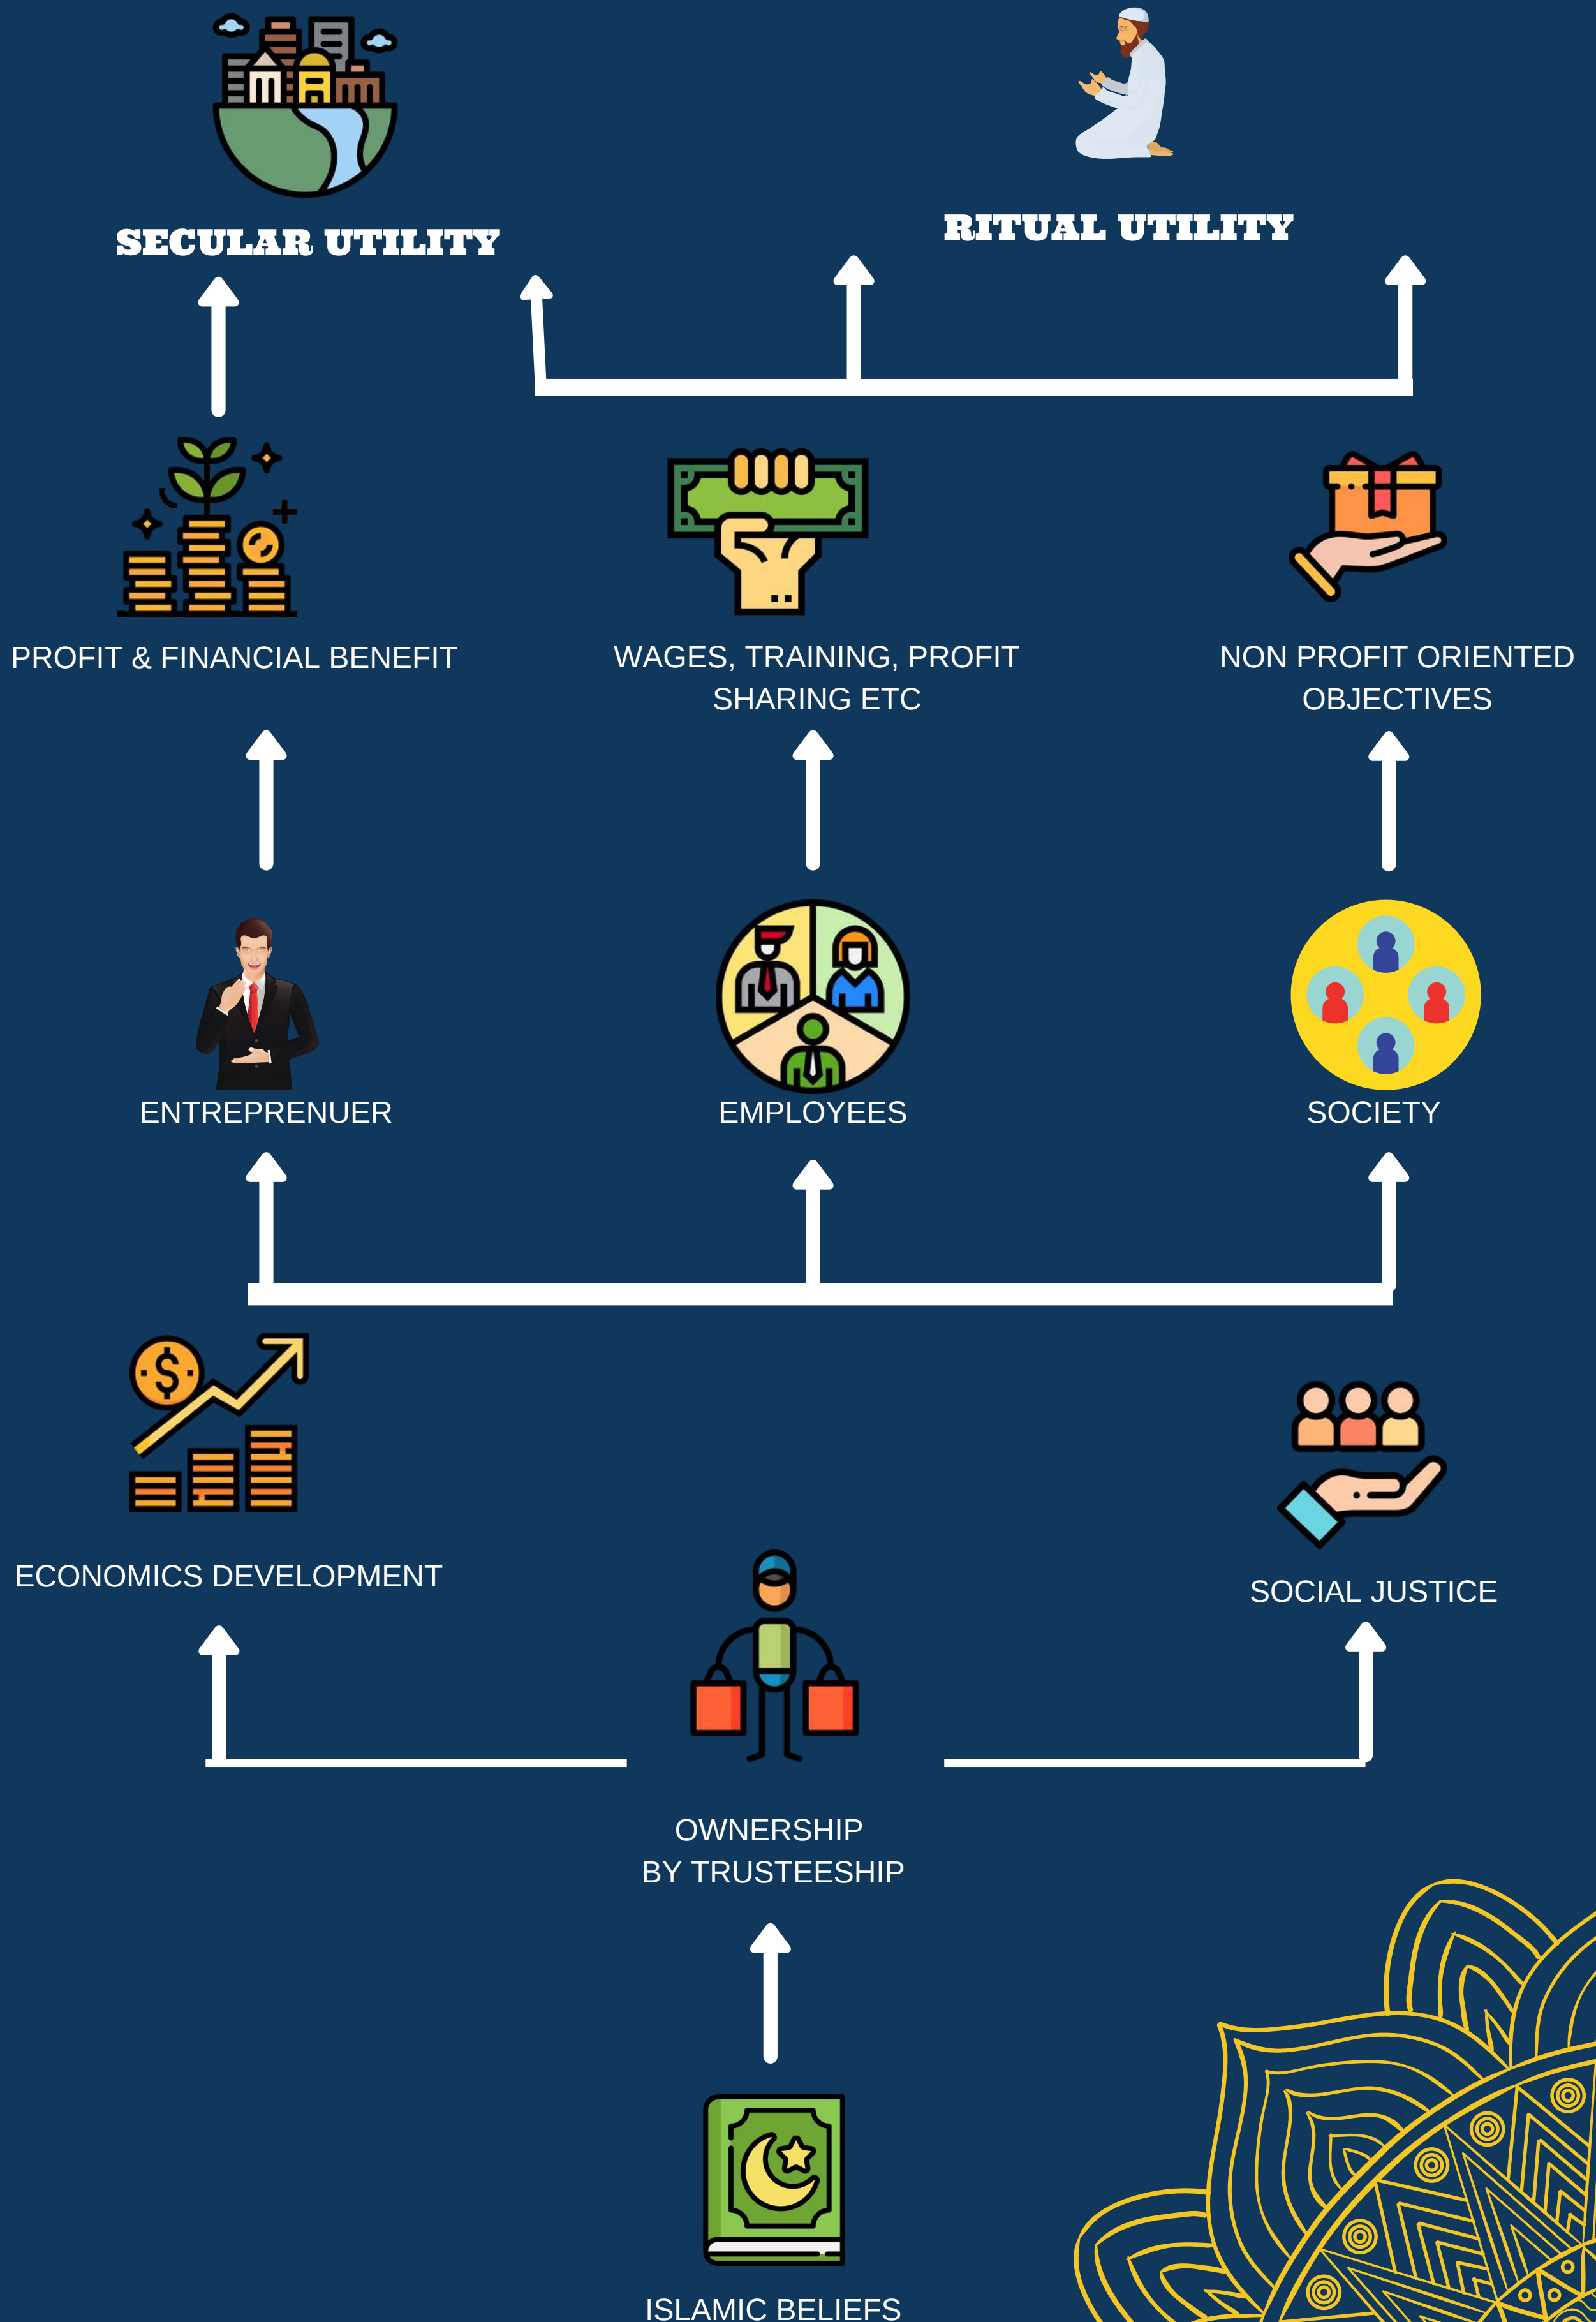 SECULAR UTILITY
RITUAL UTILITY
PROFIT & FINANCIAL BENEFIT
WAGES, TRAINING, PROFIT
SHARING ETC
NON PROFIT ORIENTED
OBJECTIVES
ENTREPRENUER
EMPLOYEES
SOCIETY
ECONOMICS DEVELOPMENT
SOCIAL JUSTICE
OWNERSHIP
BY TRUSTEESHIP
ISLAMIC BELIEFS